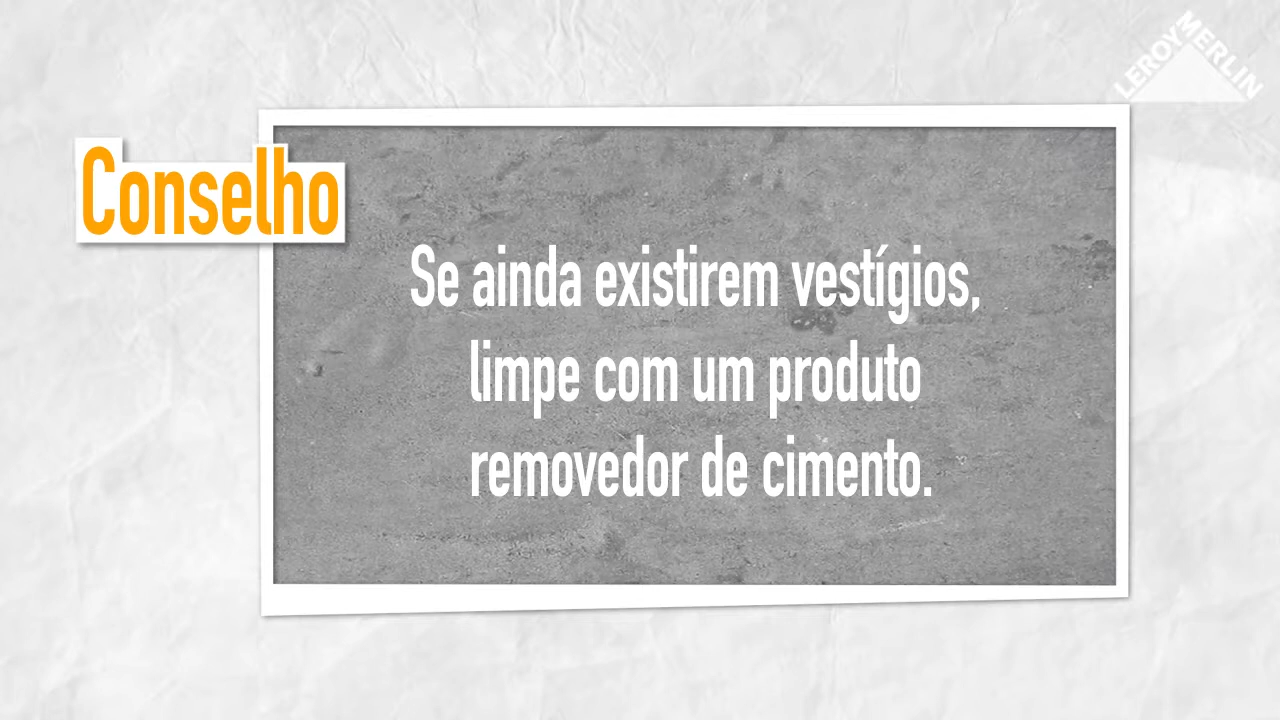 LEROY MERLIN
Conselho
Se ainda existirem vestígios,
limpe com um produto
removedor de cimento.